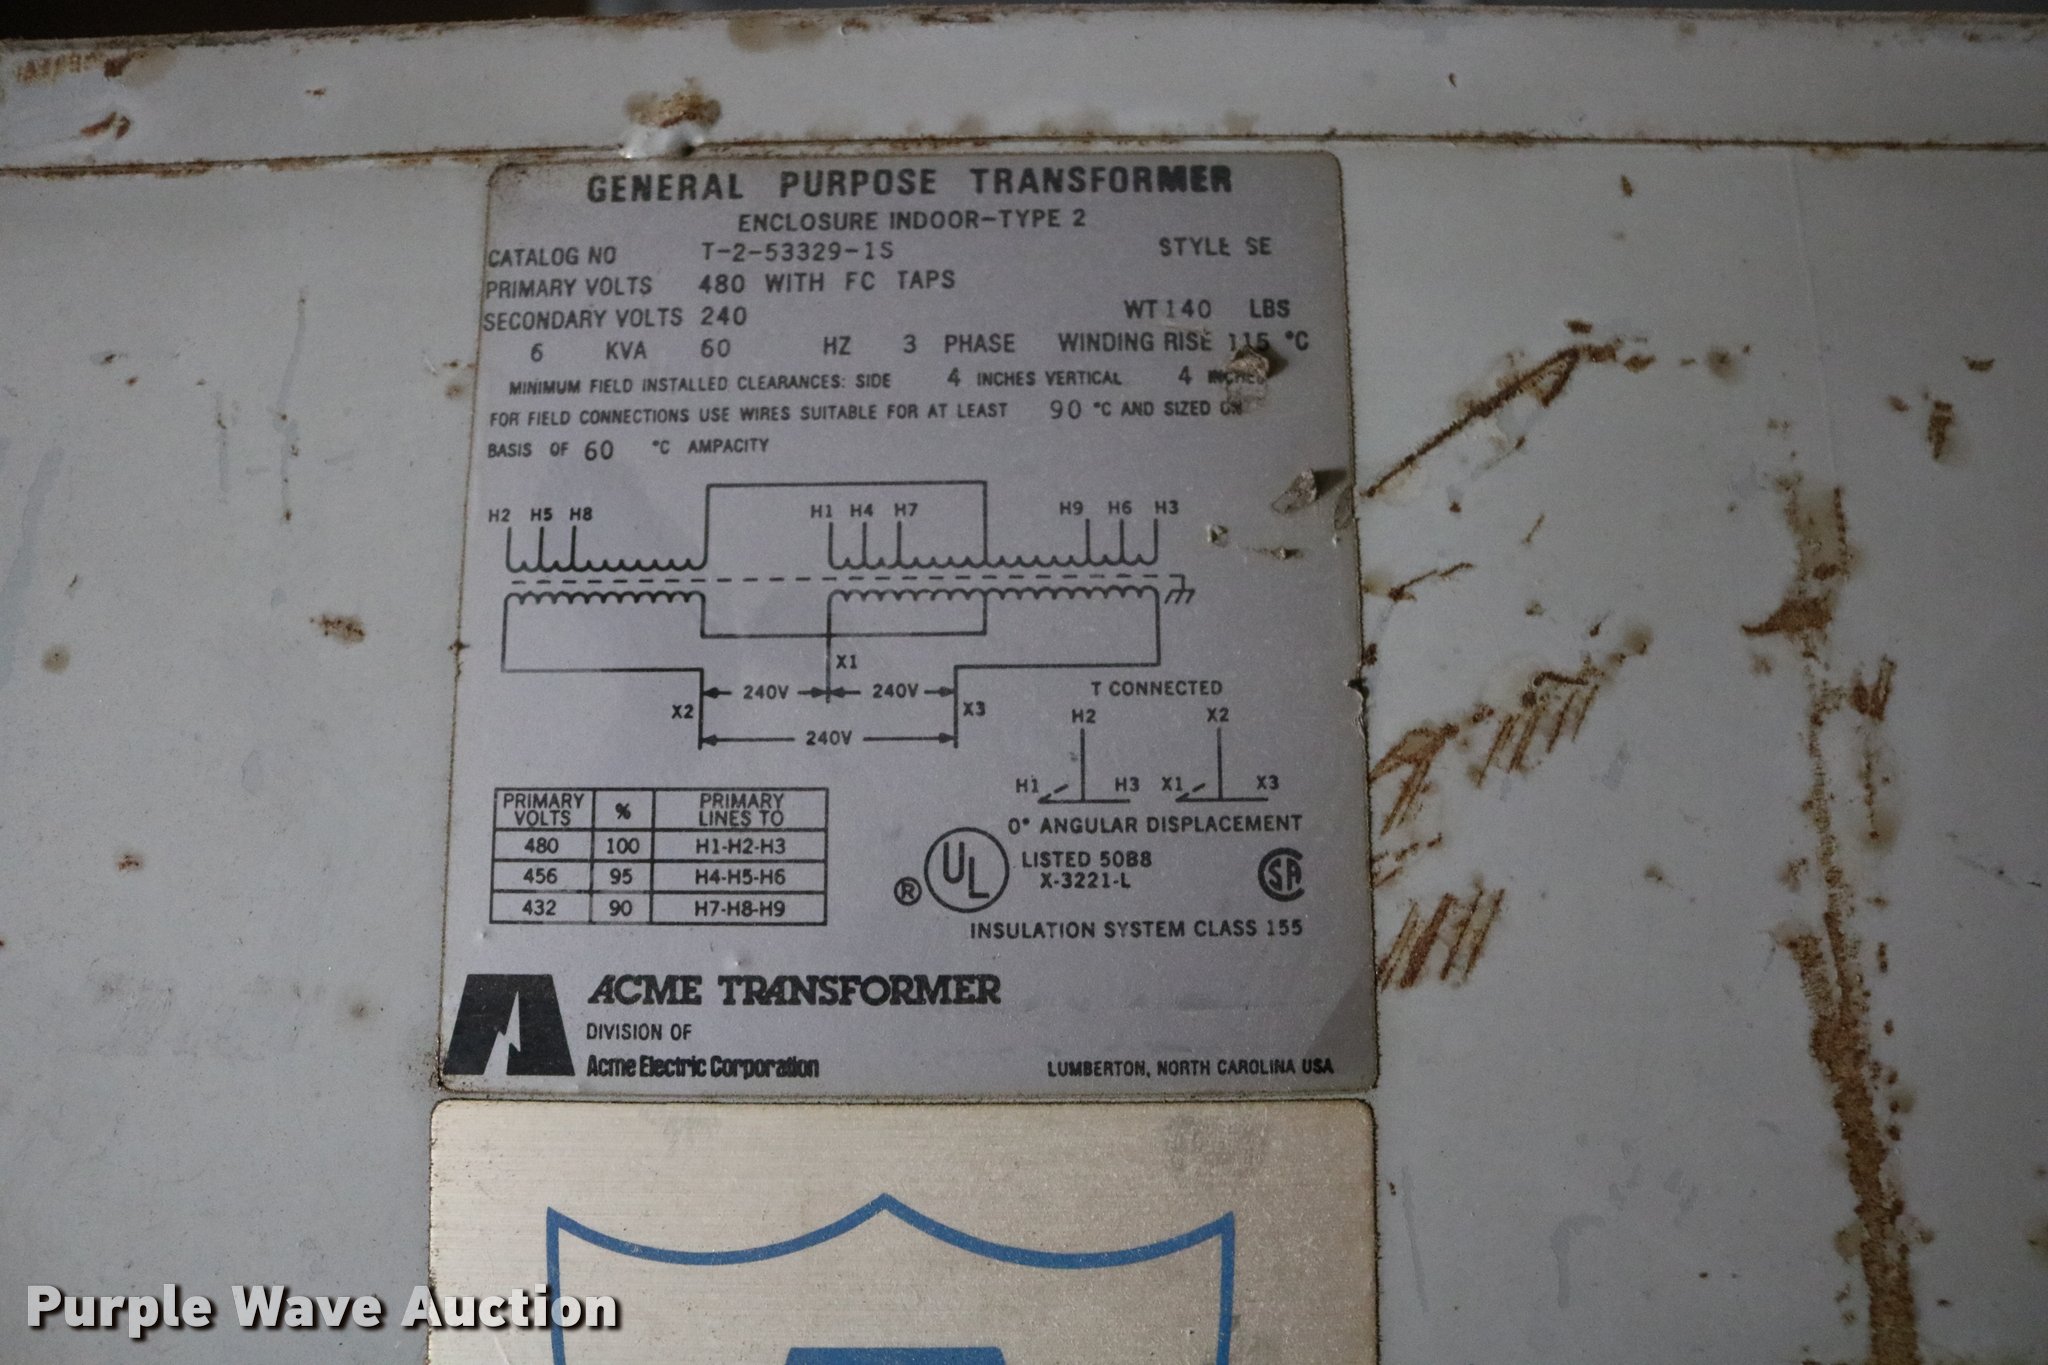 GENERAL PURPOSE TRANSFORMER
ENCLOSURE INDOOR-TYPE 2
CATALOG NO T-2-53329-1S STYLE SE
PRIMARY VOLTS 480 WITH FC TAPS
SECONDARY VOLTS 240 WT 140 LBS
6 KVA 60 HZ 3 PHASE WINDING RISE 115 °C
MINIMUM FIELD INSTALLED CLEARANCES: SIDE 4 INCHES VERTICAL 4 INCHES
FOR FIELD CONNECTIONS USE WIRES SUITABLE FOR AT LEAST 90 °C AND SIZED ON
BASIS OF 60 °C AMPACITY
H2 H5 H8 H1 H4 H7 H9 H6 H3
X1
240V 240V
X2 X3
240V
T CONNECTED
H2 X2
H1 H3 X1 X3
0° ANGULAR DISPLACEMENT
PRIMARY VOLTS % PRIMARY LINES TO
480 100 H1-H2-H3
456 95 H4-H5-H6
432 90 H7-H8-H9
® UL LISTED 50B8
X-3221-L
SA
INSULATION SYSTEM CLASS 155
ACME TRANSFORMER
DIVISION OF
Acme Electric Corporation
LUMBERTON, NORTH CAROLINA USA
Purple Wave Auction